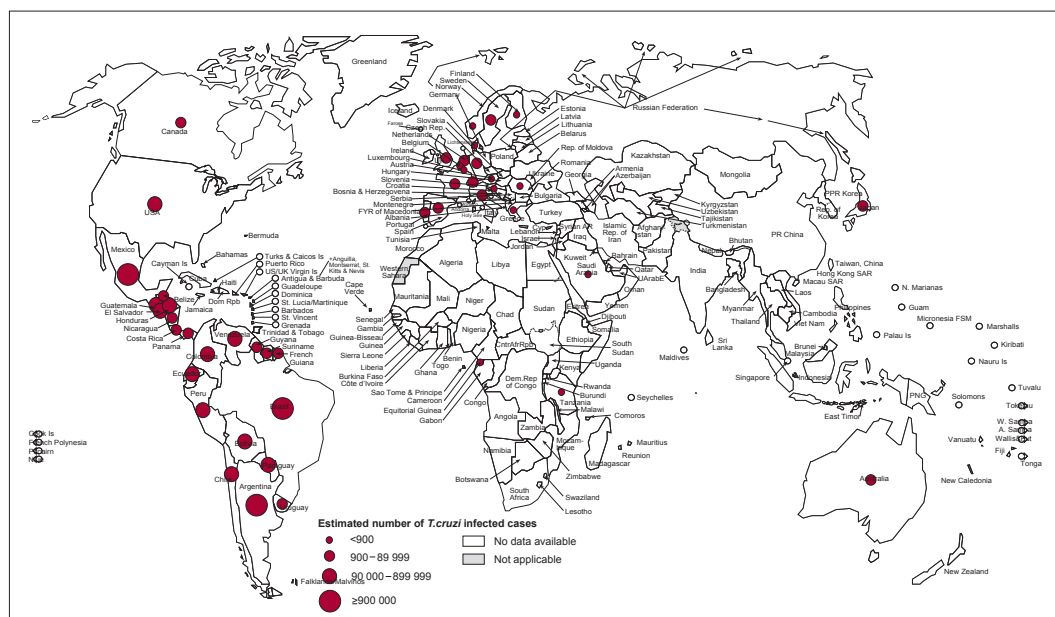 Greenland
Finland
Sweden
Norway
Germany
Russian Federation
Iceland
Faroes
Denmark
Slovakia
Czech Rep.
Netherlands
Belgium
Ireland
Luxembourg
Austria
Hungary
Slovenia
Croatia
Bosnia & Herzegovena
Serbia
Montenegra
FYR of Macedonia
Albania
Portugal
Spain
Tunisia
Morocco
Estonia
Latvia
Lithuania
Belarus
Poland
Rep. of Moldova
Romania
Ukraine
Georgia
Armenia
Azerbaijan
Bulgaria
Greece
Turkey
Italy
Holy See
Malta
Cyprus
Lebanon
Israel
Jordan
Syrian AR
Iraq
Kuwait
Saudi
Arabia
Islamic
Rep. of
Iran
Bahrain
Qatar
UArabE
Oman
Yemen
Kazakhstan
Kyrgyzstan
Uzbekistan
Tajikistan
Turkmenistan
Afghan-
istan
Pakistan
Mongolia
PPR Korea
Rep. of
Korea
Japan
PR China
Nepal
Bhutan
India
Bangladesh
Taiwan, China
Hong Kong SAR
Macau SAR
Laos
Myanmar
Thailand
Cambodia
Viet Nam
Philippines
Sri
Lanka
Maldives
Brunei
Malaysia
Singapore
Indonesia
East Timor
PNG
N. Marianas
Guam
Micronesia FSM
Marshalls
Palau Is
Kiribati
Nauru Is
Tuvalu
Solomons
Tokelau
W. Samoa
A. Samoa
Wallis&Fut
Vanuatu
Fiji
Tonga
New Caledonia
Australia
New Zealand
Canada
USA
Mexico
Bermuda
Bahamas
Cayman Is
Cuba
Haiti
Dom Rpb
Jamaica
Turks & Caicos Is
Puerto Rico
US/UK Virgin Is
+Anguilla,
Montserrat, St.
Kitts & Nevis
Antigua & Barbuda
Guadeloupe
Dominica
St. Lucia/Martinique
Barbados
St. Vincent
Grenada
Trinidad & Tobago
Guatemala
Belize
El Salvador
Honduras
Nicaragua
Costa Rica
Panama
Venezuela
Guyana
Suriname
French
Guiana
Colombia
Ecuador
Peru
Brazil
Bolivia
Paraguay
Chile
Argentina
Uruguay
Falklands/Malvinos
Cook Is
French Polynesia
Pitcairn
Niue
Cape
Verde
Western
Sahara
Algeria
Libya
Egypt
Mauritania
Mali
Niger
Chad
Sudan
Eritrea
Djibouti
Somalia
Ethiopia
South
Sudan
Senegal
Gambia
Guinea-Bissau
Guinea
Sierra Leone
Liberia
Burkina Faso
Côte d'Ivoire
Ghana
Togo
Benin
Nigeria
CntrAfrRpb
Sao Tome & Principe
Cameroon
Equitorial Guinea
Gabon
Congo
Dem.Rep
of Congo
Uganda
Kenya
Rwanda
Burundi
Tanzania
Malawi
Comoros
Seychelles
Angola
Zambia
Mozam-
bique
Namibia
Botswana
Zimbabwe
Madagascar
Mauritius
Reunion
South
Africa
Swaziland
Lesotho
Estimated number of T.cruzi infected cases
<900
900–89 999
90 000–899 999
≥900 000
No data available
Not applicable